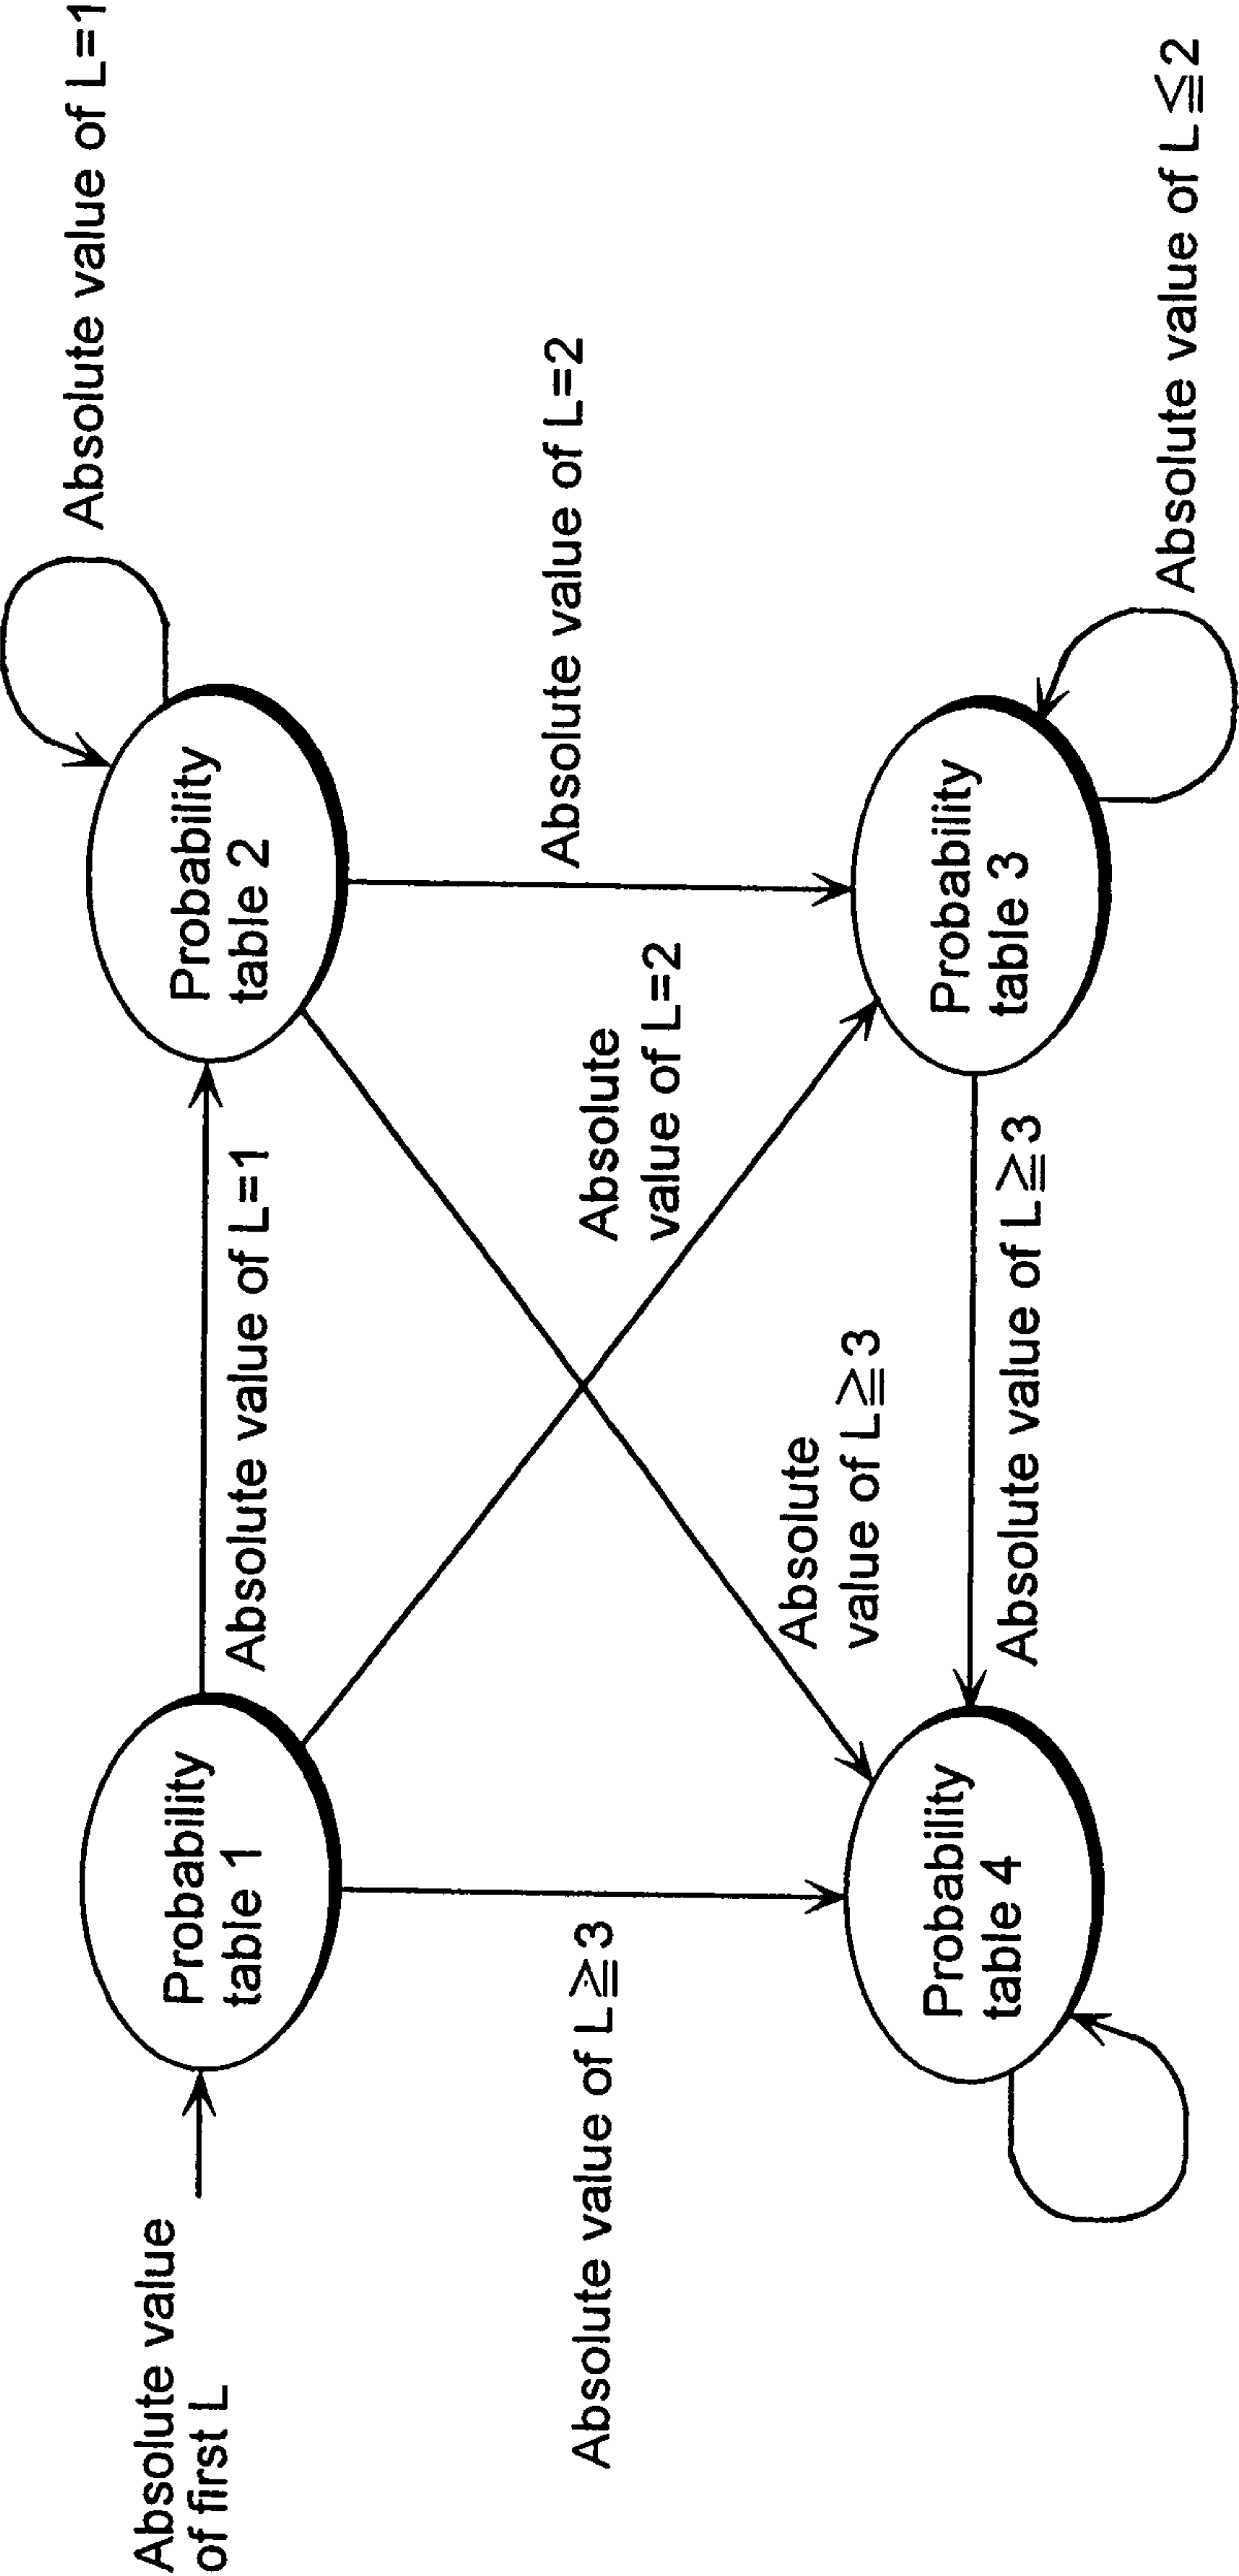 Absolute value
of first L
Probability
table 1
Absolute value of L=1
Probability
table 2
Absolute value of L=1
Absolute value of L≧3
Absolute
value of L≧3
Absolute
value of L=2
Absolute value of L=2
Probability
table 4
Absolute value of L≧3
Probability
table 3
Absolute value of L≦2